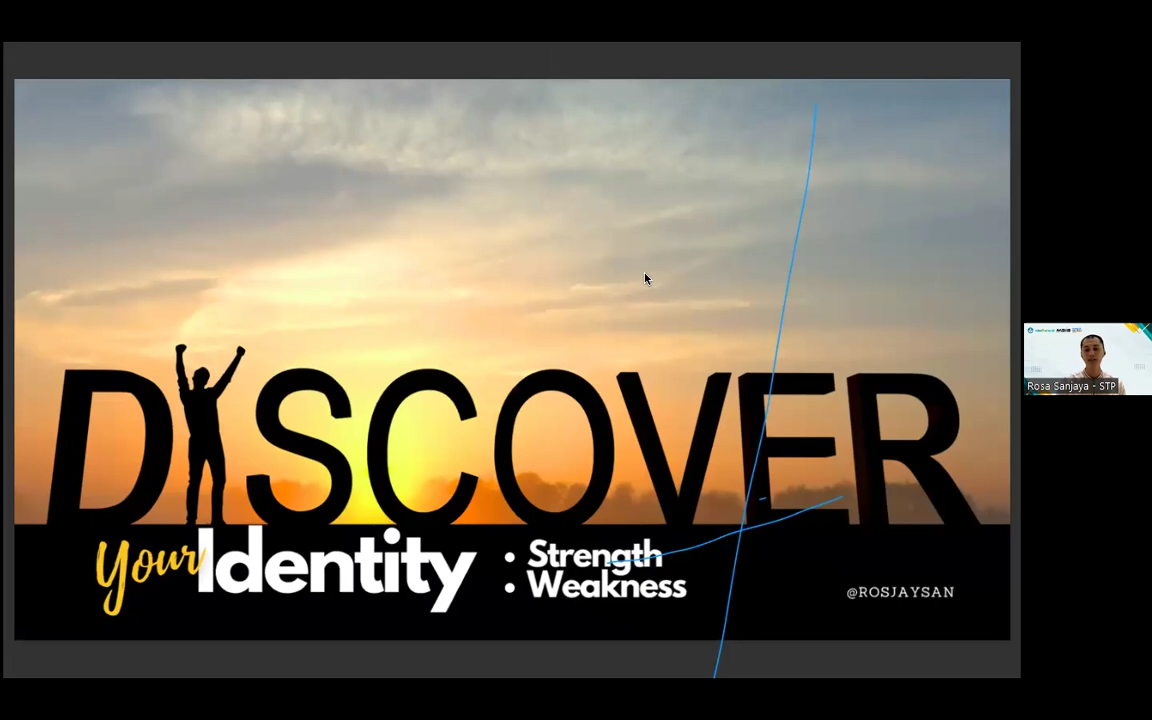 DISCOVER
Your Identity
: Strength
: Weakness
@ROSJAYSAN
Rosa Sanjaya - STP